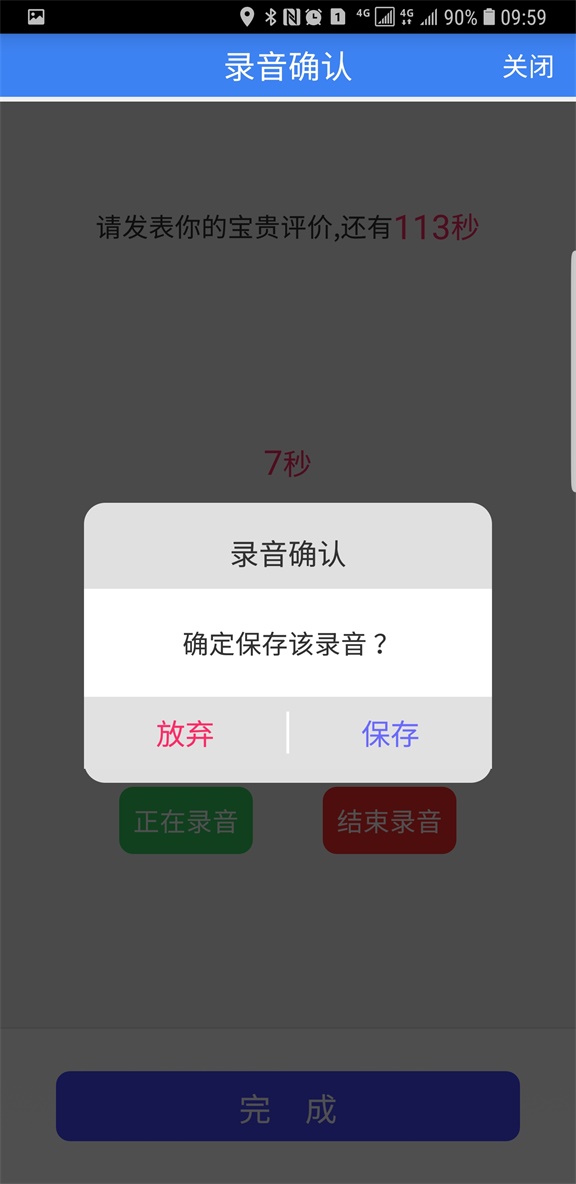 4G 4G 90% 09:59
录音确认 关闭
请发表你的宝贵评价,还有113秒
7秒
录音确认
确定保存该录音？
放弃 保存
正在录音 结束录音
完 成